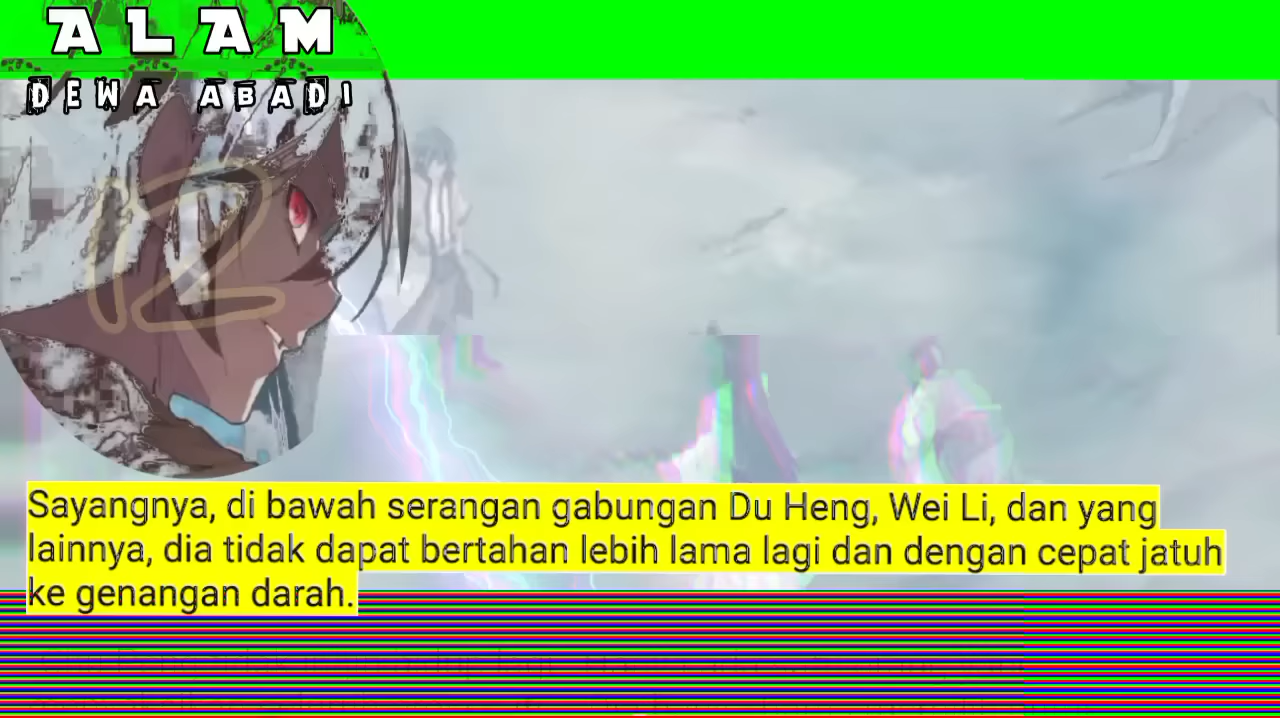 ALAM
DEWA ABADI
12
Sayangnya, di bawah serangan gabungan Du Heng, Wei Li, dan yang
lainnya, dia tidak dapat bertahan lebih lama lagi dan dengan cepat jatuh
ke genangan darah.